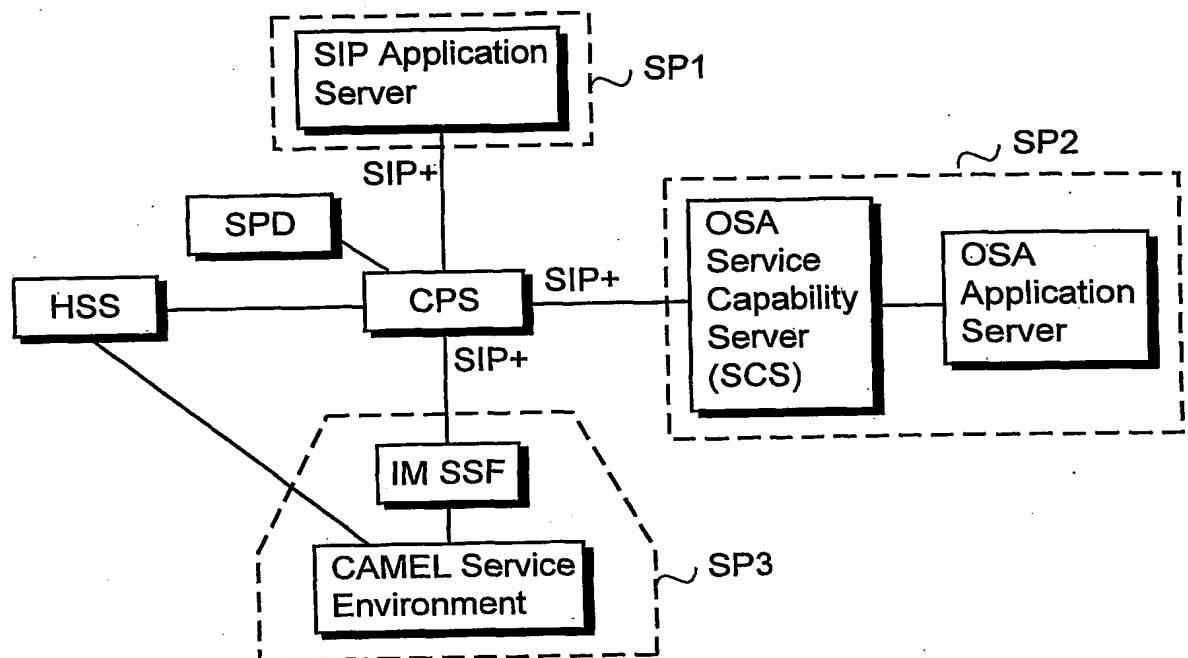 SIP Application
Server
SP1
SIP+
SP2
SPD
OSA
Service
Capability
Server
(SCS)
OSA
Application
Server
HSS
CPS
SIP+
SIP+
IM SSF
CAMEL Service
Environment
SP3